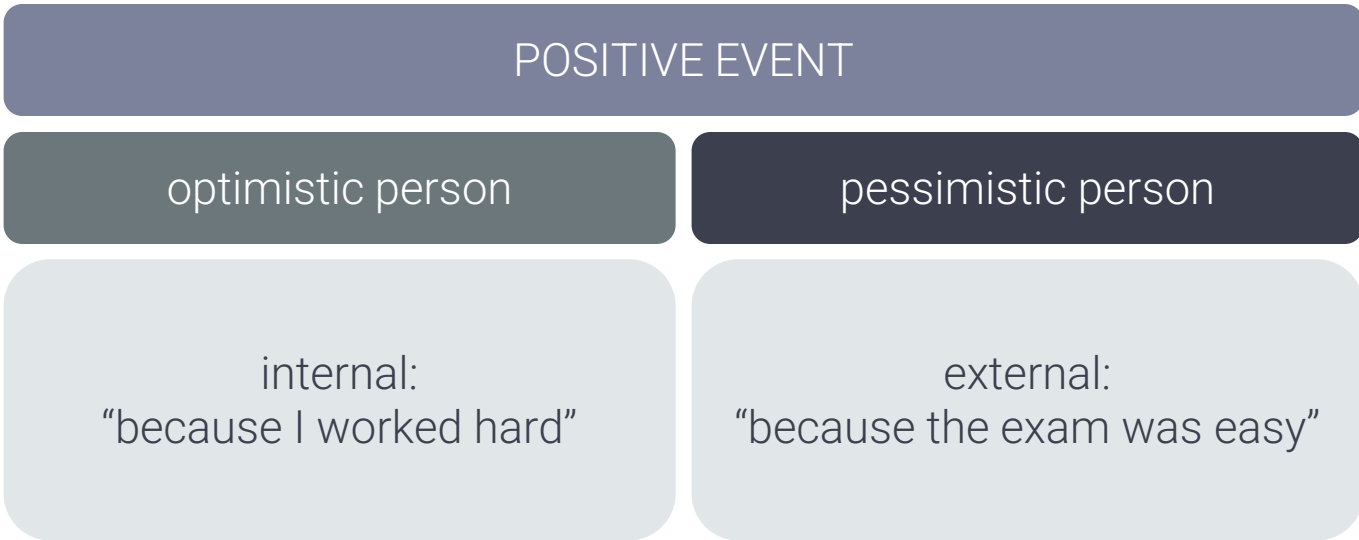 POSITIVE EVENT
optimistic person
pessimistic person
internal:
“because I worked hard”
external:
“because the exam was easy”